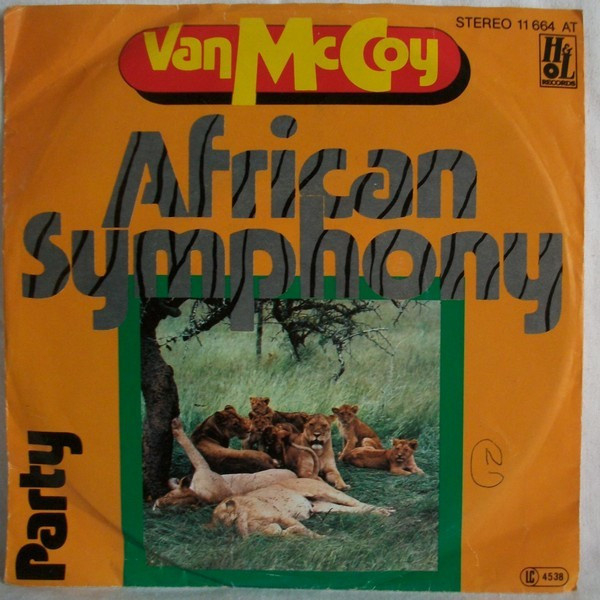 Van McCoy
STEREO 11 664 AT
H&L
RECORDS
African
Symphony
Party
LC 4538